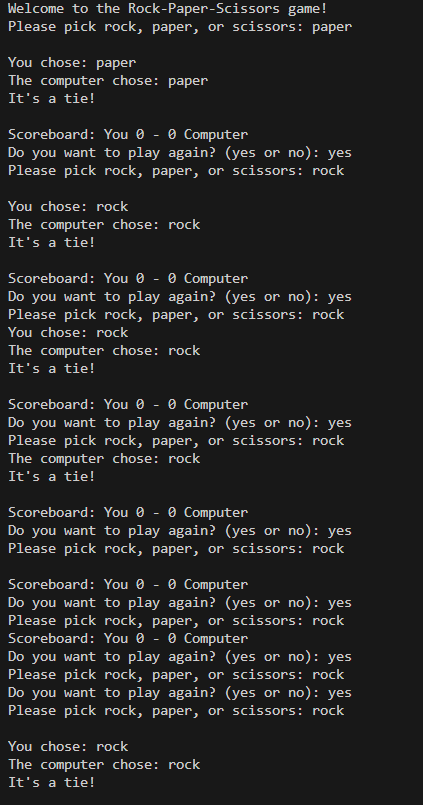 Welcome to the Rock-Paper-Scissors game!
Please pick rock, paper, or scissors: paper
You chose: paper
The computer chose: paper
It's a tie!
Scoreboard: You 0 - 0 Computer
Do you want to play again? (yes or no): yes
Please pick rock, paper, or scissors: rock
You chose: rock
The computer chose: rock
It's a tie!
Scoreboard: You 0 - 0 Computer
Do you want to play again? (yes or no): yes
Please pick rock, paper, or scissors: rock
You chose: rock
The computer chose: rock
It's a tie!
Scoreboard: You 0 - 0 Computer
Do you want to play again? (yes or no): yes
Please pick rock, paper, or scissors: rock
The computer chose: rock
It's a tie!
Scoreboard: You 0 - 0 Computer
Do you want to play again? (yes or no): yes
Please pick rock, paper, or scissors: rock
Scoreboard: You 0 - 0 Computer
Do you want to play again? (yes or no): yes
Please pick rock, paper, or scissors: rock
Scoreboard: You 0 - 0 Computer
Do you want to play again? (yes or no): yes
Please pick rock, paper, or scissors: rock
Do you want to play again? (yes or no): yes
Please pick rock, paper, or scissors: rock
You chose: rock
The computer chose: rock
It's a tie!